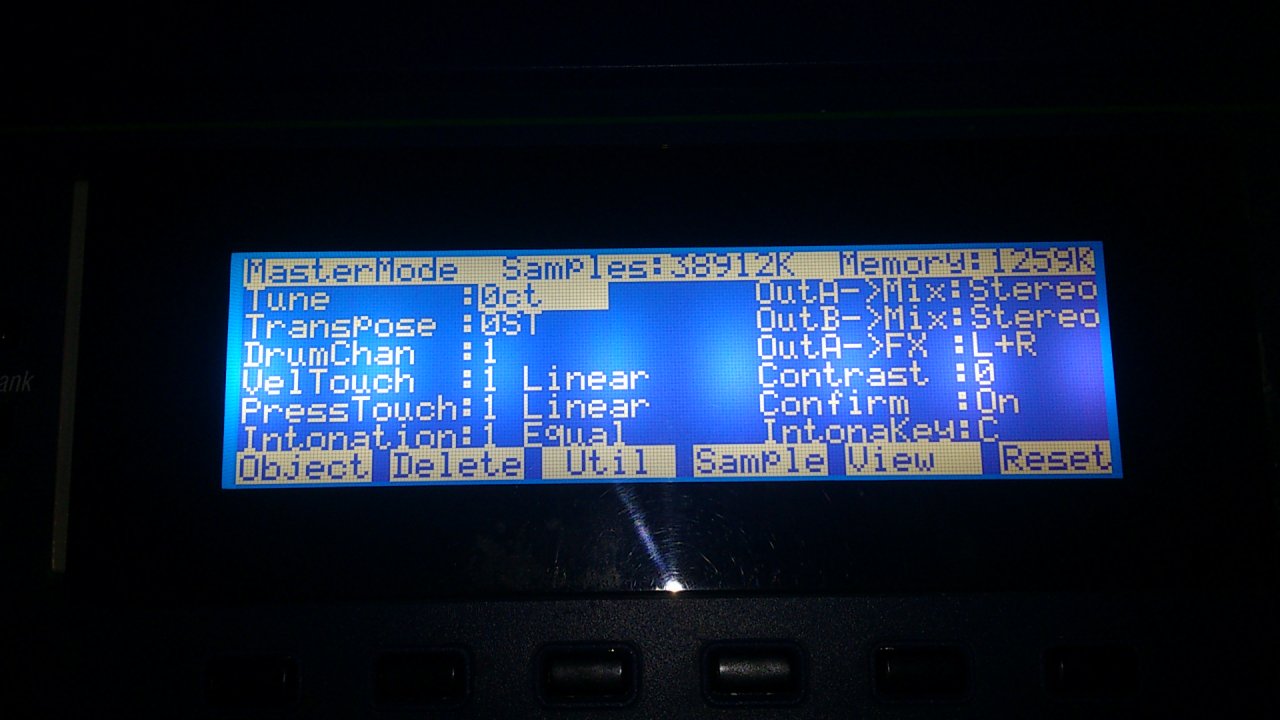 MasterMode Samples:38912K Memory:1259K
Tune :0ct OutA->Mix:Stereo
Transpose :0ST OutB->Mix:Stereo
DrumChan :1 OutA->FX :L+R
VelTouch :1 Linear Contrast :0
PressTouch:1 Linear Confirm :On
Intonation:1 Equal IntonaKey:C
Object Delete Util Sample View Reset
ank